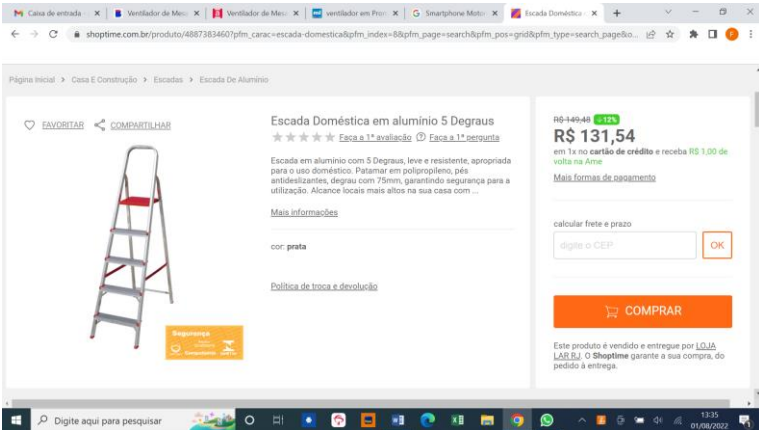 Caixa de entrada -
Ventilador de Mesa
Ventilador de Mesa
ventilador em Prom
Smartphone Motor
Escada Doméstica
shoptime.com.br/produto/4887383460?pfm_carac=escada-domestica&pfm_index=8&pfm_page=search&pfm_pos=grid&pfm_type=search_page&o...
Página Inicial > Casa E Construção > Escadas > Escada De Alumínio
FAVORITAR COMPARTILHAR
Escada Doméstica em alumínio 5 Degraus
Faça a 1ª avaliação Faça a 1ª pergunta
Escada em alumínio com 5 Degraus, leve e resistente, apropriada
para o uso doméstico. Patamar em polipropileno, pés
antideslizantes, degrau com 75mm, garantindo segurança para a
utilização. Alcance locais mais altos na sua casa com ...
Mais informações
cor: prata
Política de troca e devolução
Segurança
R$ 149,48 12%
R$ 131,54
em 1x no cartão de crédito e receba R$ 1,00 de
volta na Ame
Mais formas de pagamento
calcular frete e prazo
digite o CEP
OK
COMPRAR
Este produto é vendido e entregue por LOJA
LAR RJ. O Shoptime garante a sua compra, do
pedido à entrega.
Digite aqui para pesquisar
13:35
01/08/2022